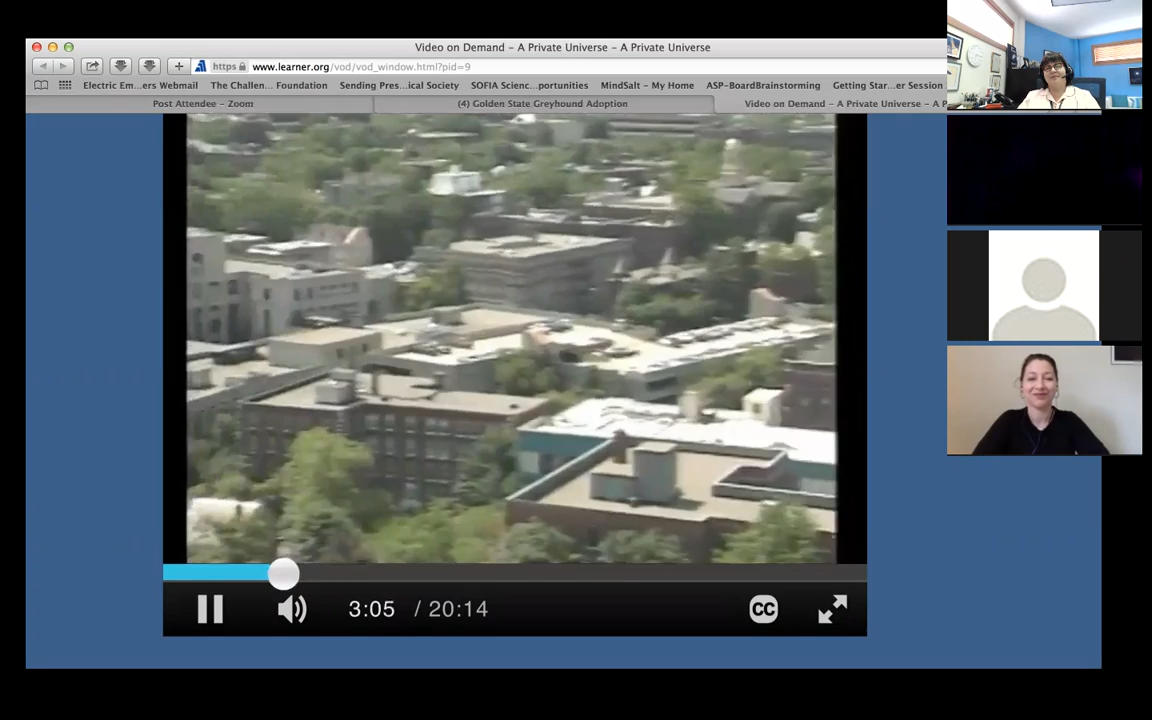 Video on Demand – A Private Universe – A Private Universe
https www.learner.org/vod/vod_window.html?pid=9
Electric Em...ers Webmail The Challen... Foundation Sending Pres...ical Society SOFIA Scienc...portunities MindSalt – My Home ASP-BoardBrainstorming Getting Star...er Session
Post Attendee – Zoom (4) Golden State Greyhound Adoption Video on Demand – A Private Universe – A P
3:05 / 20:14 CC